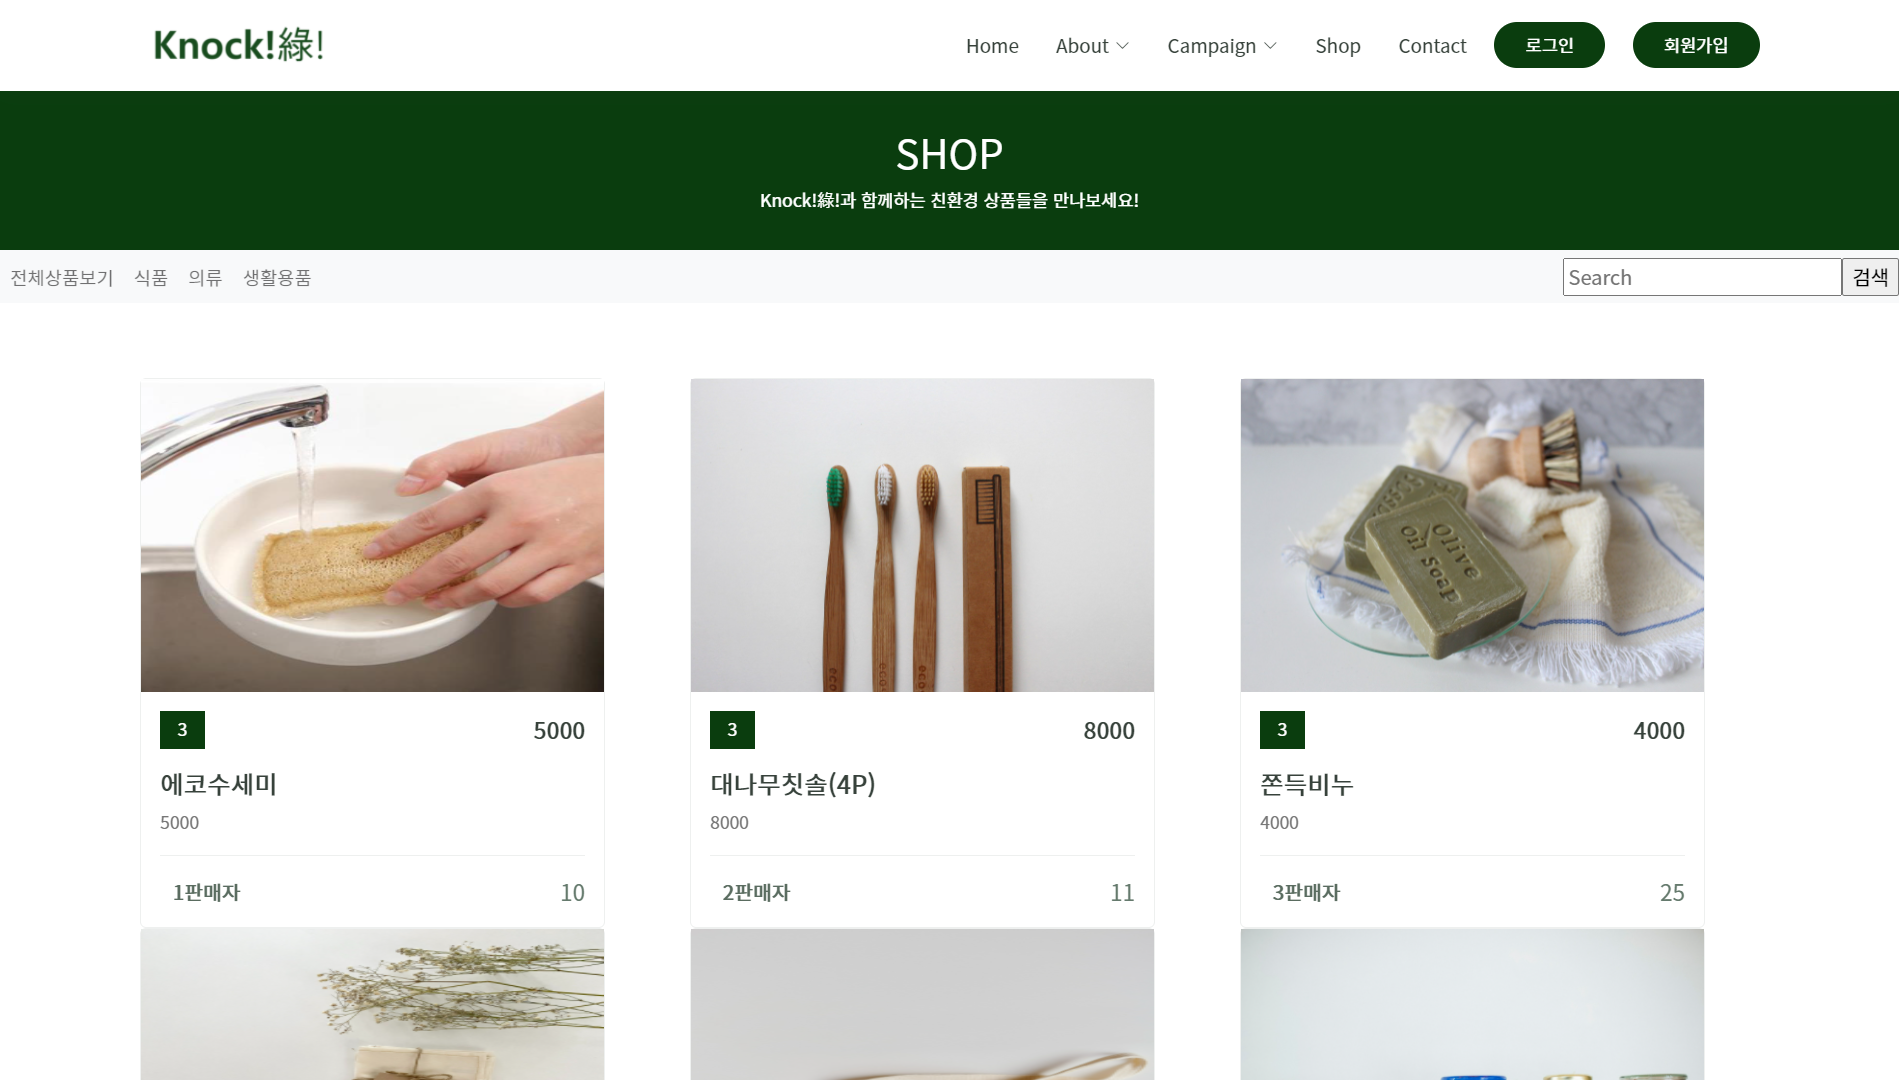 Knock!綠!
Home About Campaign Shop Contact 로그인 회원가입
SHOP
Knock!綠!과 함께하는 친환경 상품들을 만나보세요!
전체상품보기 식품 의류 생활용품 Search 검색
Olive
Oil Soap
3 5000
3 8000
3 4000
에코수세미
대나무칫솔(4P)
쫀득비누
5000
8000
4000
1판매자 10
2판매자 11
3판매자 25